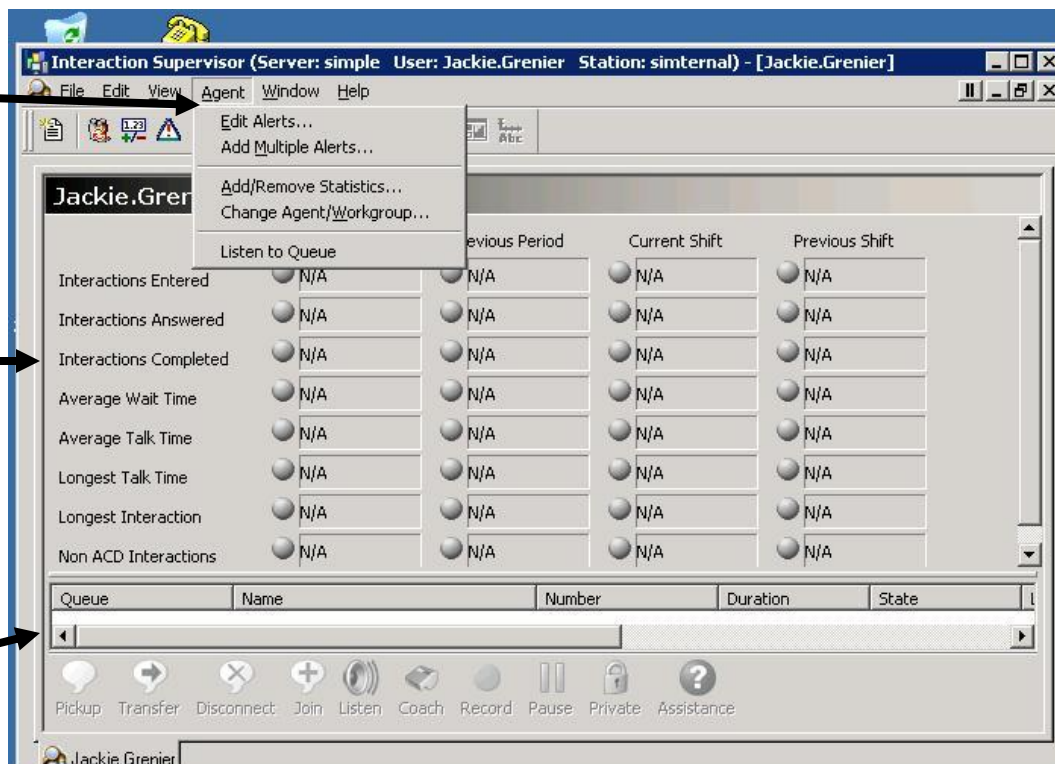 Interaction Supervisor (Server: simple User: Jackie.Grenier Station: simternal) - [Jackie.Grenier]
File Edit View Agent Window Help
1.23
Abc
Edit Alerts...
Add Multiple Alerts...
Add/Remove Statistics...
Change Agent/Workgroup...
Listen to Queue
Current Shift Previous Shift
Period
Interactions Entered N/A N/A N/A N/A
Interactions Answered N/A N/A N/A N/A
Interactions Completed N/A N/A N/A N/A
Average Wait Time N/A N/A N/A N/A
Average Talk Time N/A N/A N/A N/A
Longest Talk Time N/A N/A N/A N/A
Longest Interaction N/A N/A N/A N/A
Non ACD Interactions N/A N/A N/A N/A
Queue Name Number Duration State
Pickup Transfer Disconnect Join Listen Coach Record Pause Private Assistance
Jackie.Grenier